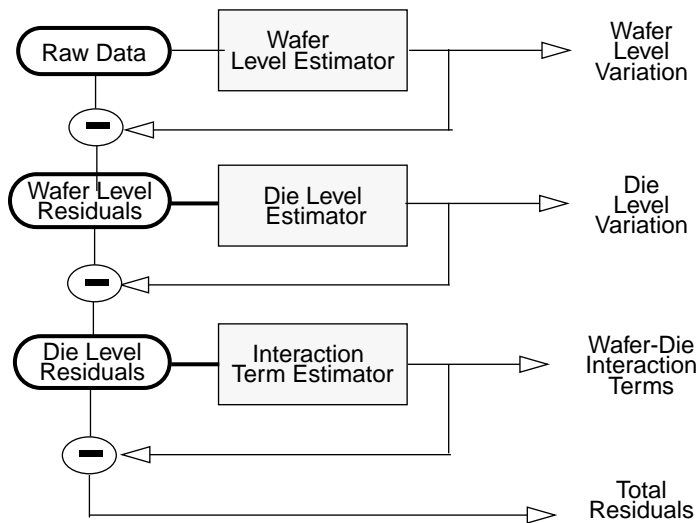 Raw Data
Wafer
Level Estimator
Wafer
Level
Variation
Wafer Level
Residuals
Die Level
Estimator
Die
Level
Variation
Die Level
Residuals
Interaction
Term Estimator
Wafer-Die
Interaction
Terms
Total
Residuals